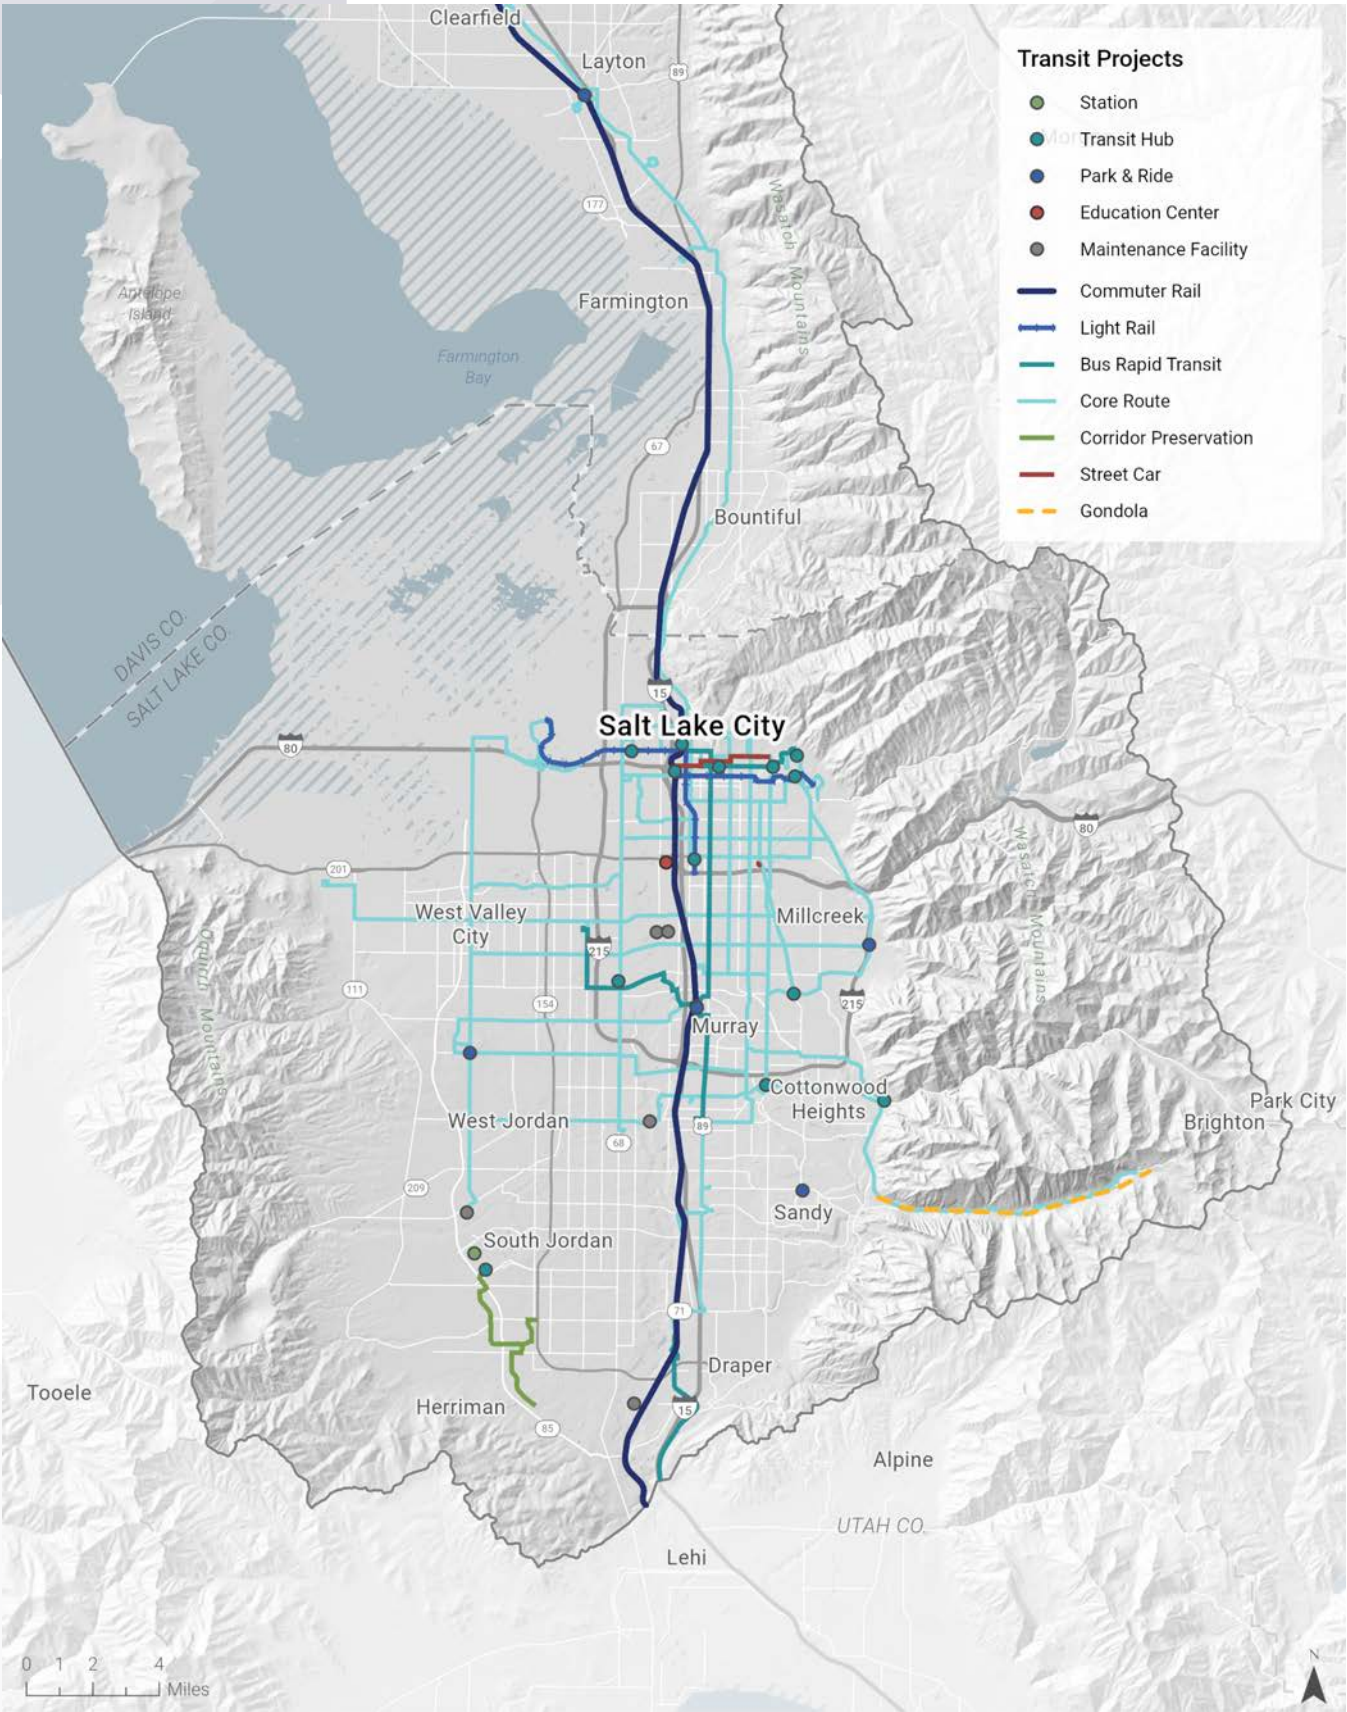 Clearfield
Layton
89
Transit Projects
Station
Transit Hub
Park & Ride
Education Center
Maintenance Facility
Commuter Rail
Light Rail
Bus Rapid Transit
Core Route
Corridor Preservation
Street Car
Gondola
177
Wasatch Mountains
Antelope
Island
Farmington
Farmington
Bay
67
Bountiful
DAVIS CO.
SALT LAKE CO.
15
Salt Lake City
80
80
201
West Valley
City
Millcreek
Wasatch Mountains
215
Oquirrh Mountains
111
154
215
Murray
Cottonwood
Heights
Park City
Brighton
West Jordan
68
89
209
Sandy
South Jordan
71
Draper
Tooele
Herriman
15
85
Alpine
UTAH CO.
Lehi
0 1 2 4
Miles
N